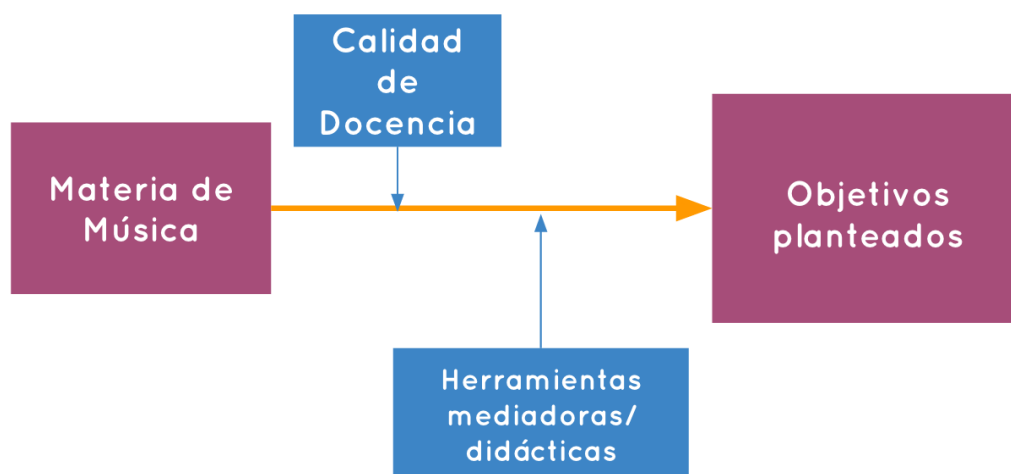 Calidad
de
Docencia
Materia de
Música
Objetivos
planteados
Herramientas
mediadoras/
didácticas